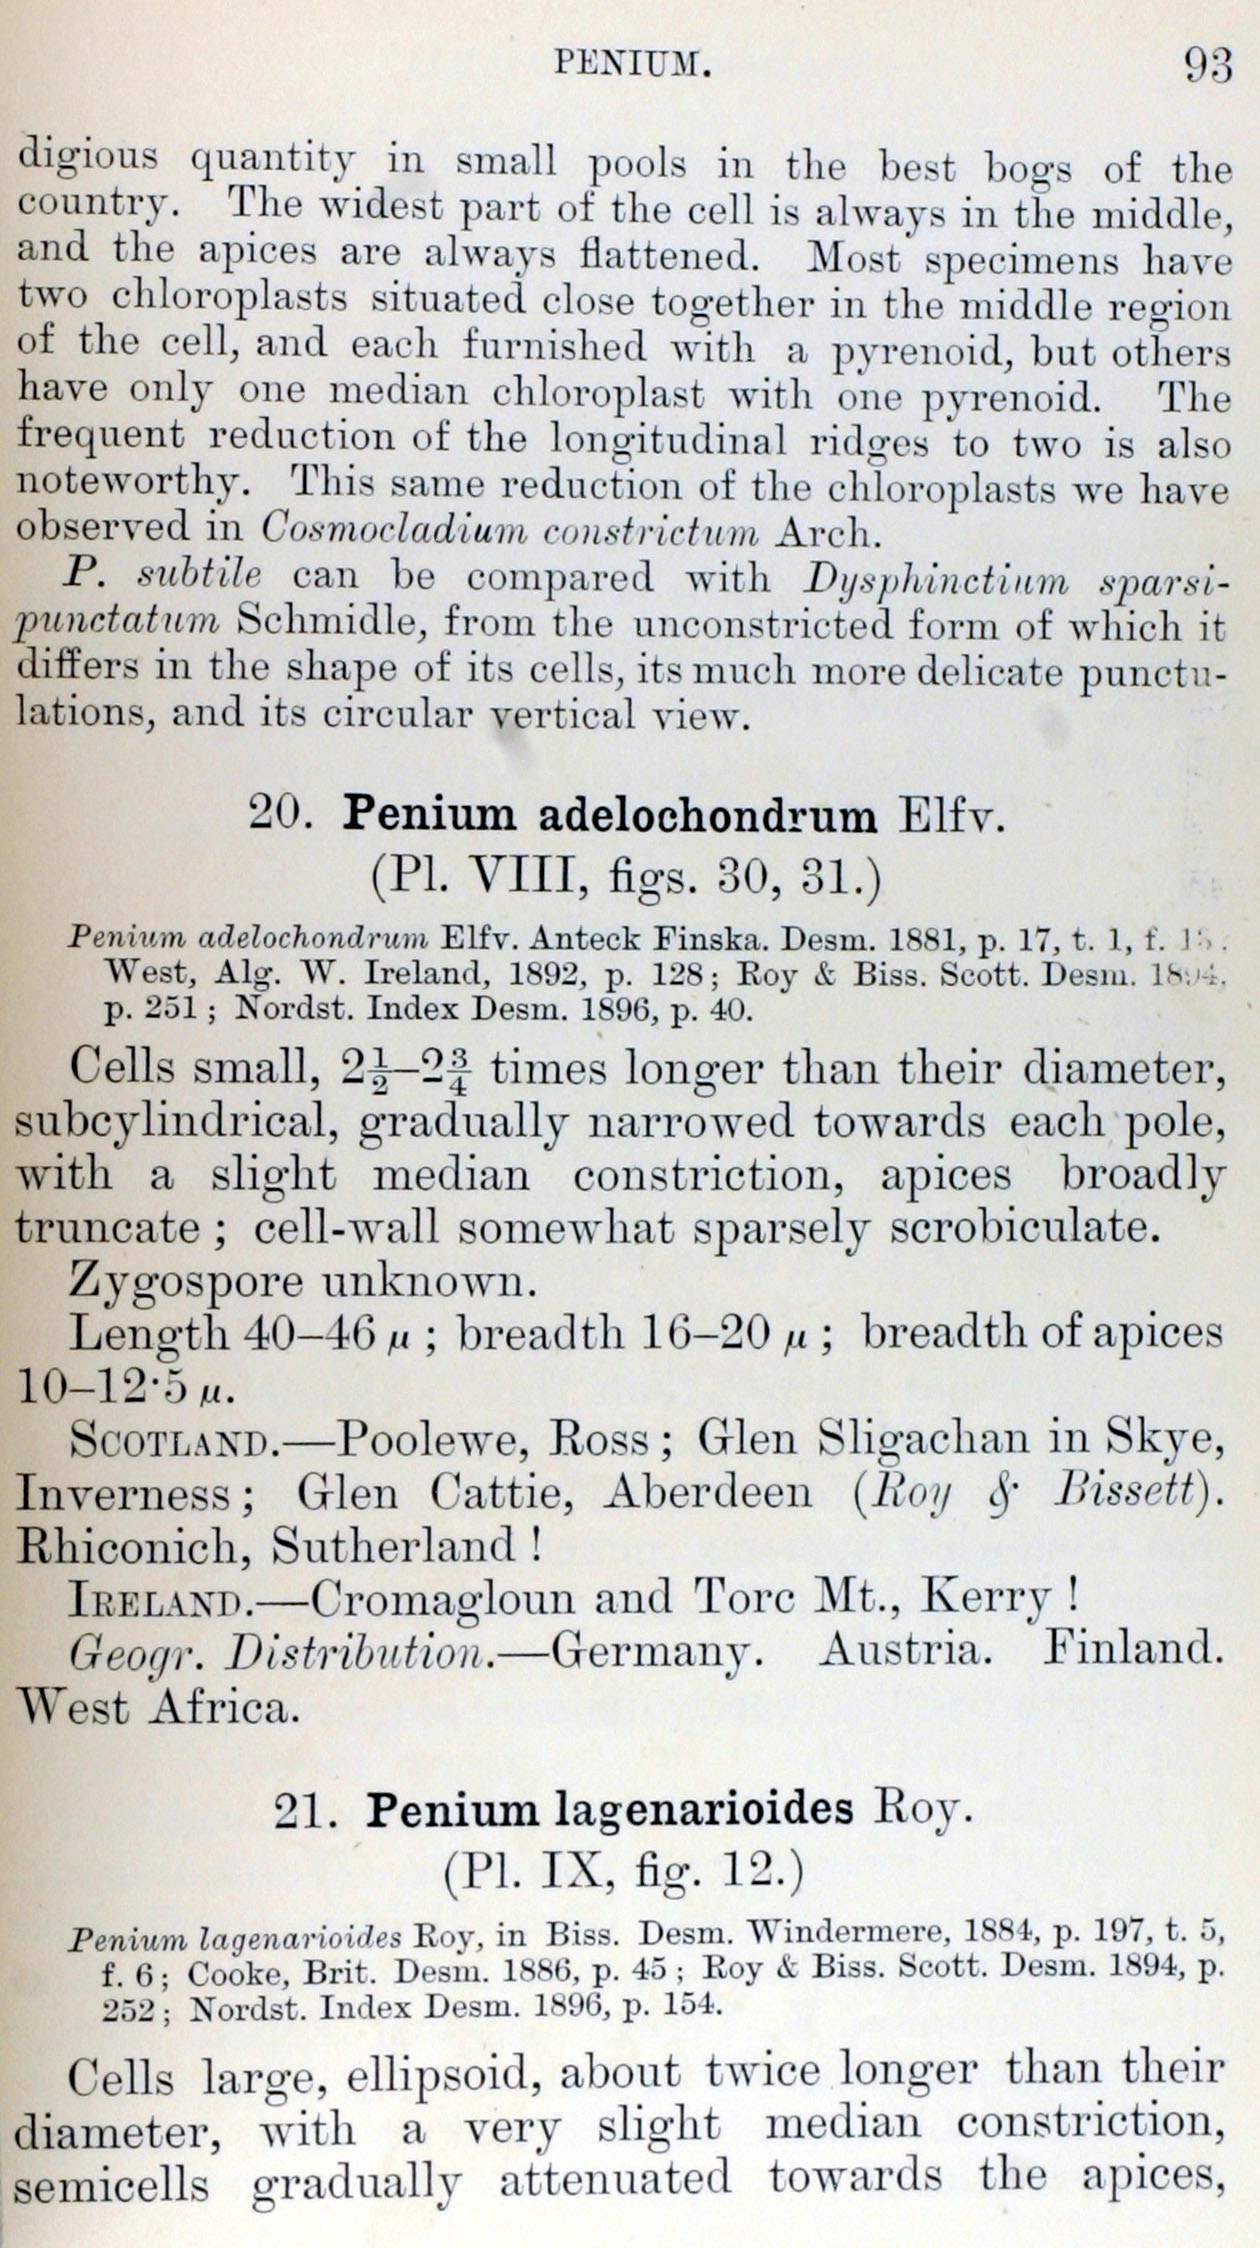 PENIUM. 93
digious quantity in small pools in the best bogs of the
country. The widest part of the cell is always in the middle,
and the apices are always flattened. Most specimens have
two chloroplasts situated close together in the middle region
of the cell, and each furnished with a pyrenoid, but others
have only one median chloroplast with one pyrenoid. The
frequent reduction of the longitudinal ridges to two is also
noteworthy. This same reduction of the chloroplasts we have
observed in Cosmocladium constrictum Arch.
P. subtile can be compared with Dysphinctium sparsi-
punctatum Schmidle, from the unconstricted form of which it
differs in the shape of its cells, its much more delicate punctu-
lations, and its circular vertical view.
20. Penium adelochondrum Elfv.
(Pl. VIII, figs. 30, 31.)
Penium adelochondrum Elfv. Anteck Finska. Desm. 1881, p. 17, t. 1, f.
West, Alg. W. Ireland, 1892, p. 128; Roy & Biss. Scott. Desm. 1894,
p. 251; Nordst. Index Desm. 1896, p. 40.
Cells small, 2½–2¾ times longer than their diameter,
subcylindrical, gradually narrowed towards each pole,
with a slight median constriction, apices broadly
truncate; cell-wall somewhat sparsely scrobiculate.
Zygospore unknown.
Length 40–46 μ; breadth 16–20 μ; breadth of apices
10–12·5 μ.
SCOTLAND.—Poolewe, Ross; Glen Sligachan in Skye,
Inverness; Glen Cattie, Aberdeen (Roy & Bissett).
Rhiconich, Sutherland!
IRELAND.—Cromagloun and Torc Mt., Kerry!
Geogr. Distribution.—Germany. Austria. Finland.
West Africa.
21. Penium lagenarioides Roy.
(Pl. IX, fig. 12.)
Penium lagenarioides Roy, in Biss. Desm. Windermere, 1884, p. 197, t. 5,
f. 6; Cooke, Brit. Desm. 1886, p. 45; Roy & Biss. Scott. Desm. 1894, p.
252; Nordst. Index Desm. 1896, p. 154.
Cells large, ellipsoid, about twice longer than their
diameter, with a very slight median constriction,
semicells gradually attenuated towards the apices,